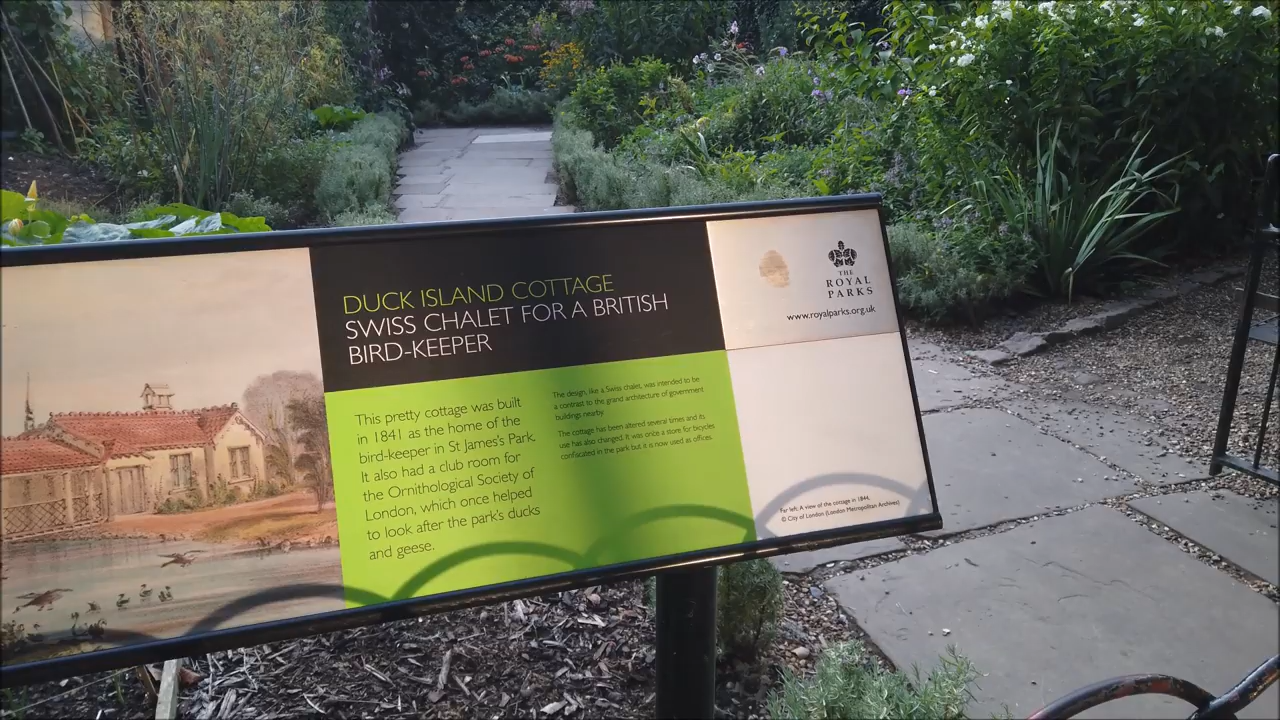 DUCK ISLAND COTTAGE
SWISS CHALET FOR A BRITISH
BIRD-KEEPER
This pretty cottage was built
in 1841 as the home of the
bird-keeper in St James's Park.
It also had a club room for
the Ornithological Society of
London, which once helped
to look after the park's ducks
and geese.
The design, like a Swiss chalet, was intended to be
a contrast to the grand architecture of government
buildings nearby.
The cottage has been altered several times and its
use has also changed. It was once a store for bicycles
confiscated in the park but it is now used as offices.
THE
ROYAL
PARKS
www.royalparks.org.uk
Far left: A view of the cottage in 1844,
© City of London (London Metropolitan Archives)